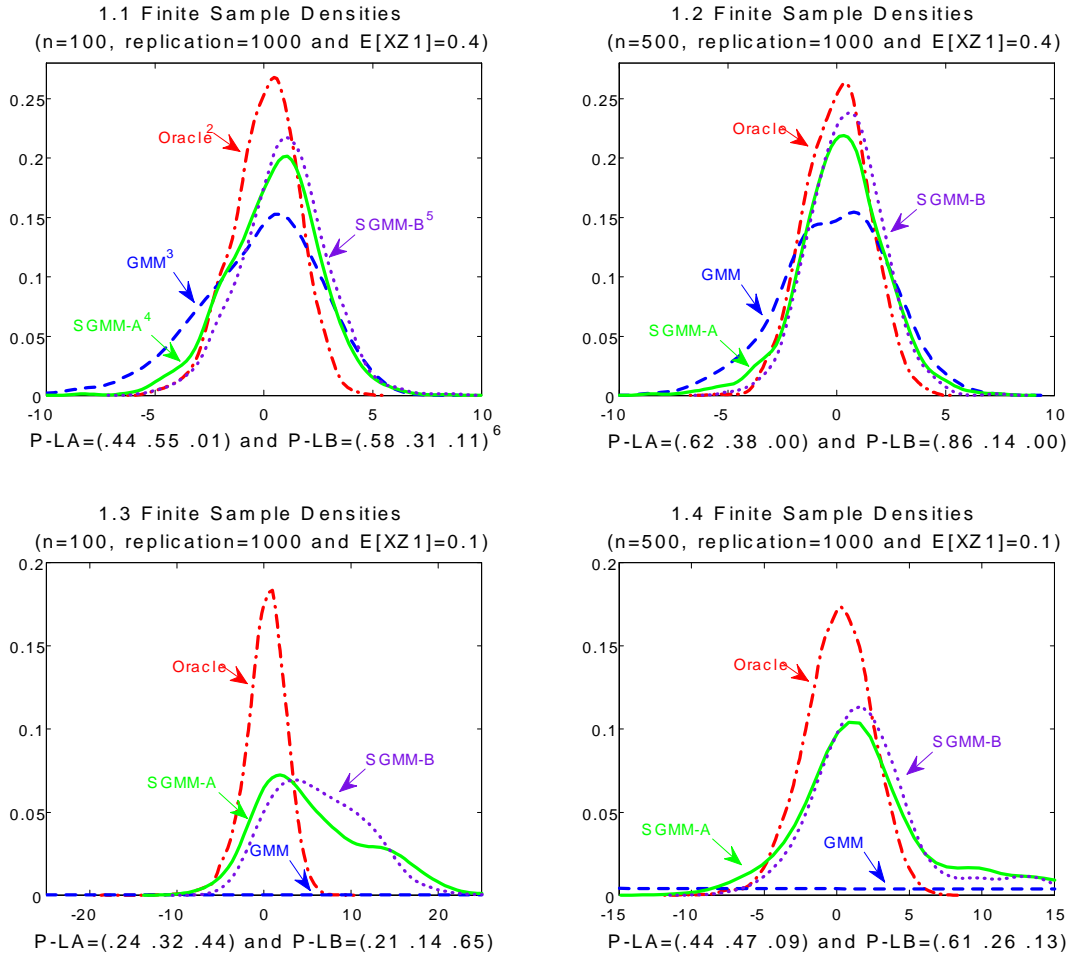 1.1 Finite Sample Densities
(n=100, replication=1000 and E[XZ1]=0.4)
0.25
0.2
0.15
0.1
0.05
0
-10
-5
0
5
10
Oracle²
SGMM-B⁵
GMM³
SGMM-A⁴
P-LA=(.44 .55 .01) and P-LB=(.58 .31 .11)⁶
1.2 Finite Sample Densities
(n=500, replication=1000 and E[XZ1]=0.4)
0.25
0.2
0.15
0.1
0.05
0
-10
-5
0
5
10
Oracle
SGMM-B
GMM
SGMM-A
P-LA=(.62 .38 .00) and P-LB=(.86 .14 .00)
1.3 Finite Sample Densities
(n=100, replication=1000 and E[XZ1]=0.1)
0.2
0.15
0.1
0.05
0
-20
-10
0
10
20
Oracle
SGMM-B
SGMM-A
GMM
P-LA=(.24 .32 .44) and P-LB=(.21 .14 .65)
1.4 Finite Sample Densities
(n=500, replication=1000 and E[XZ1]=0.1)
0.2
0.15
0.1
0.05
0
-15
-10
-5
0
5
10
15
Oracle
SGMM-B
SGMM-A
GMM
P-LA=(.44 .47 .09) and P-LB=(.61 .26 .13)